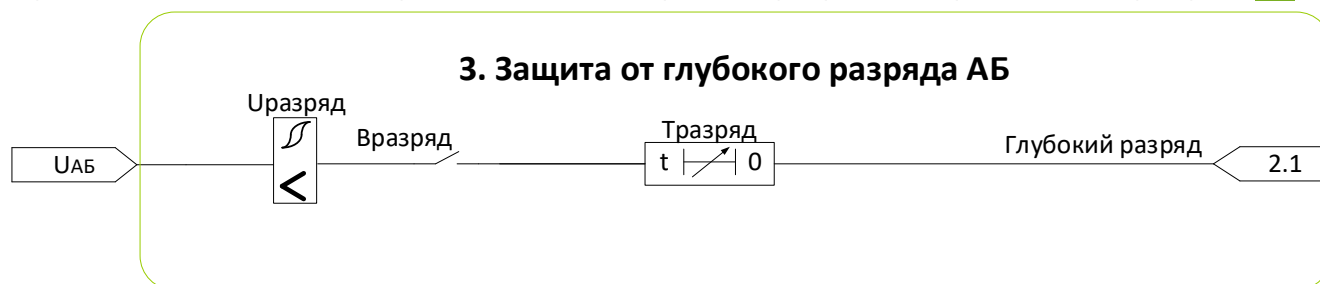 3. Защита от глубокого разряда АБ
Uразряд
Вразряд
Тразряд
Глубокий разряд
UАБ
<
t 0
2.1